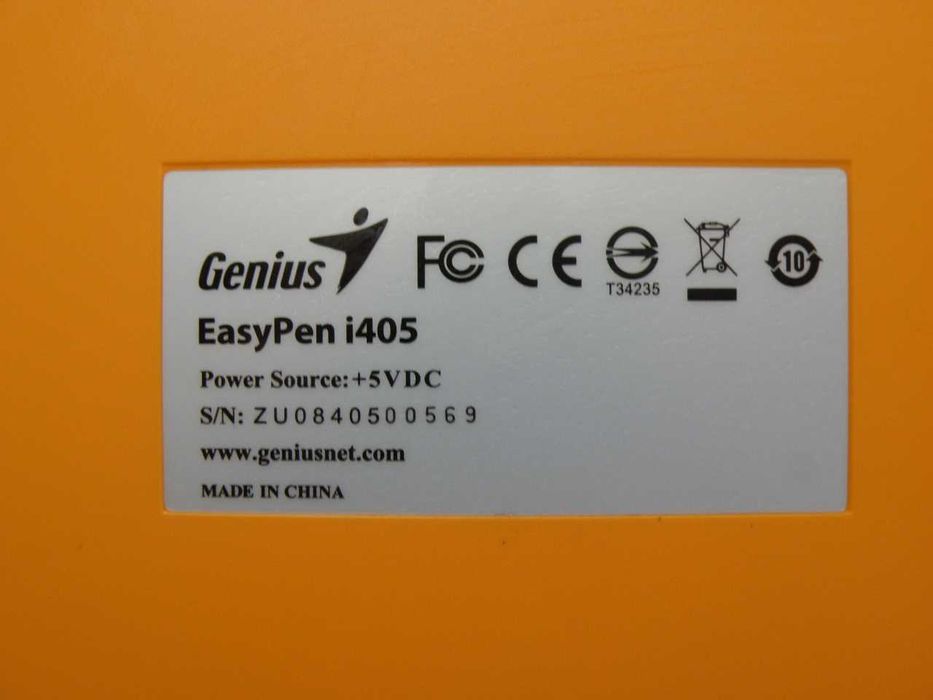 Genius FC CE T34235 10
EasyPen i405
Power Source:+5VDC
S/N: ZU0840500569
www.geniusnet.com
MADE IN CHINA